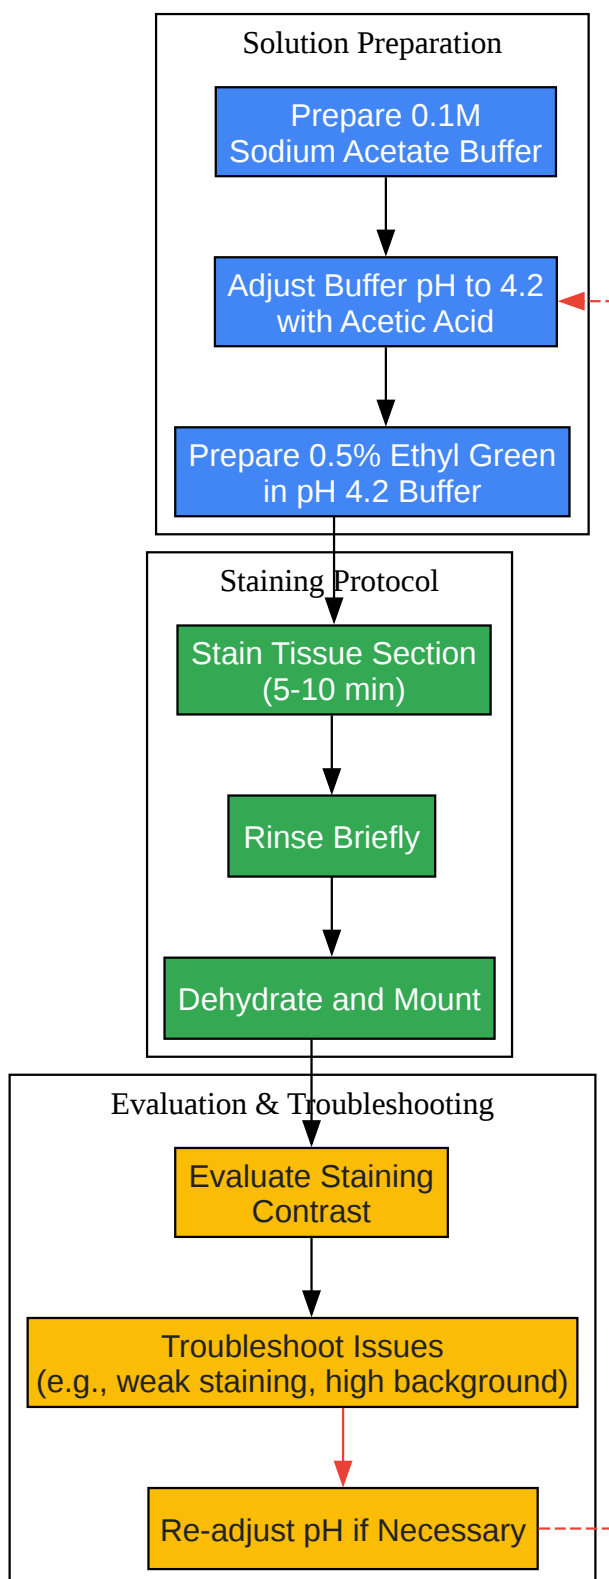 Solution Preparation
Prepare 0.1M
Sodium Acetate Buffer
Adjust Buffer pH to 4.2
with Acetic Acid
Prepare 0.5% Ethyl Green
in pH 4.2 Buffer
Staining Protocol
Stain Tissue Section
(5-10 min)
Rinse Briefly
Dehydrate and Mount
Evaluation & Troubleshooting
Evaluate Staining
Contrast
Troubleshoot Issues
(e.g., weak staining, high background)
Re-adjust pH if Necessary